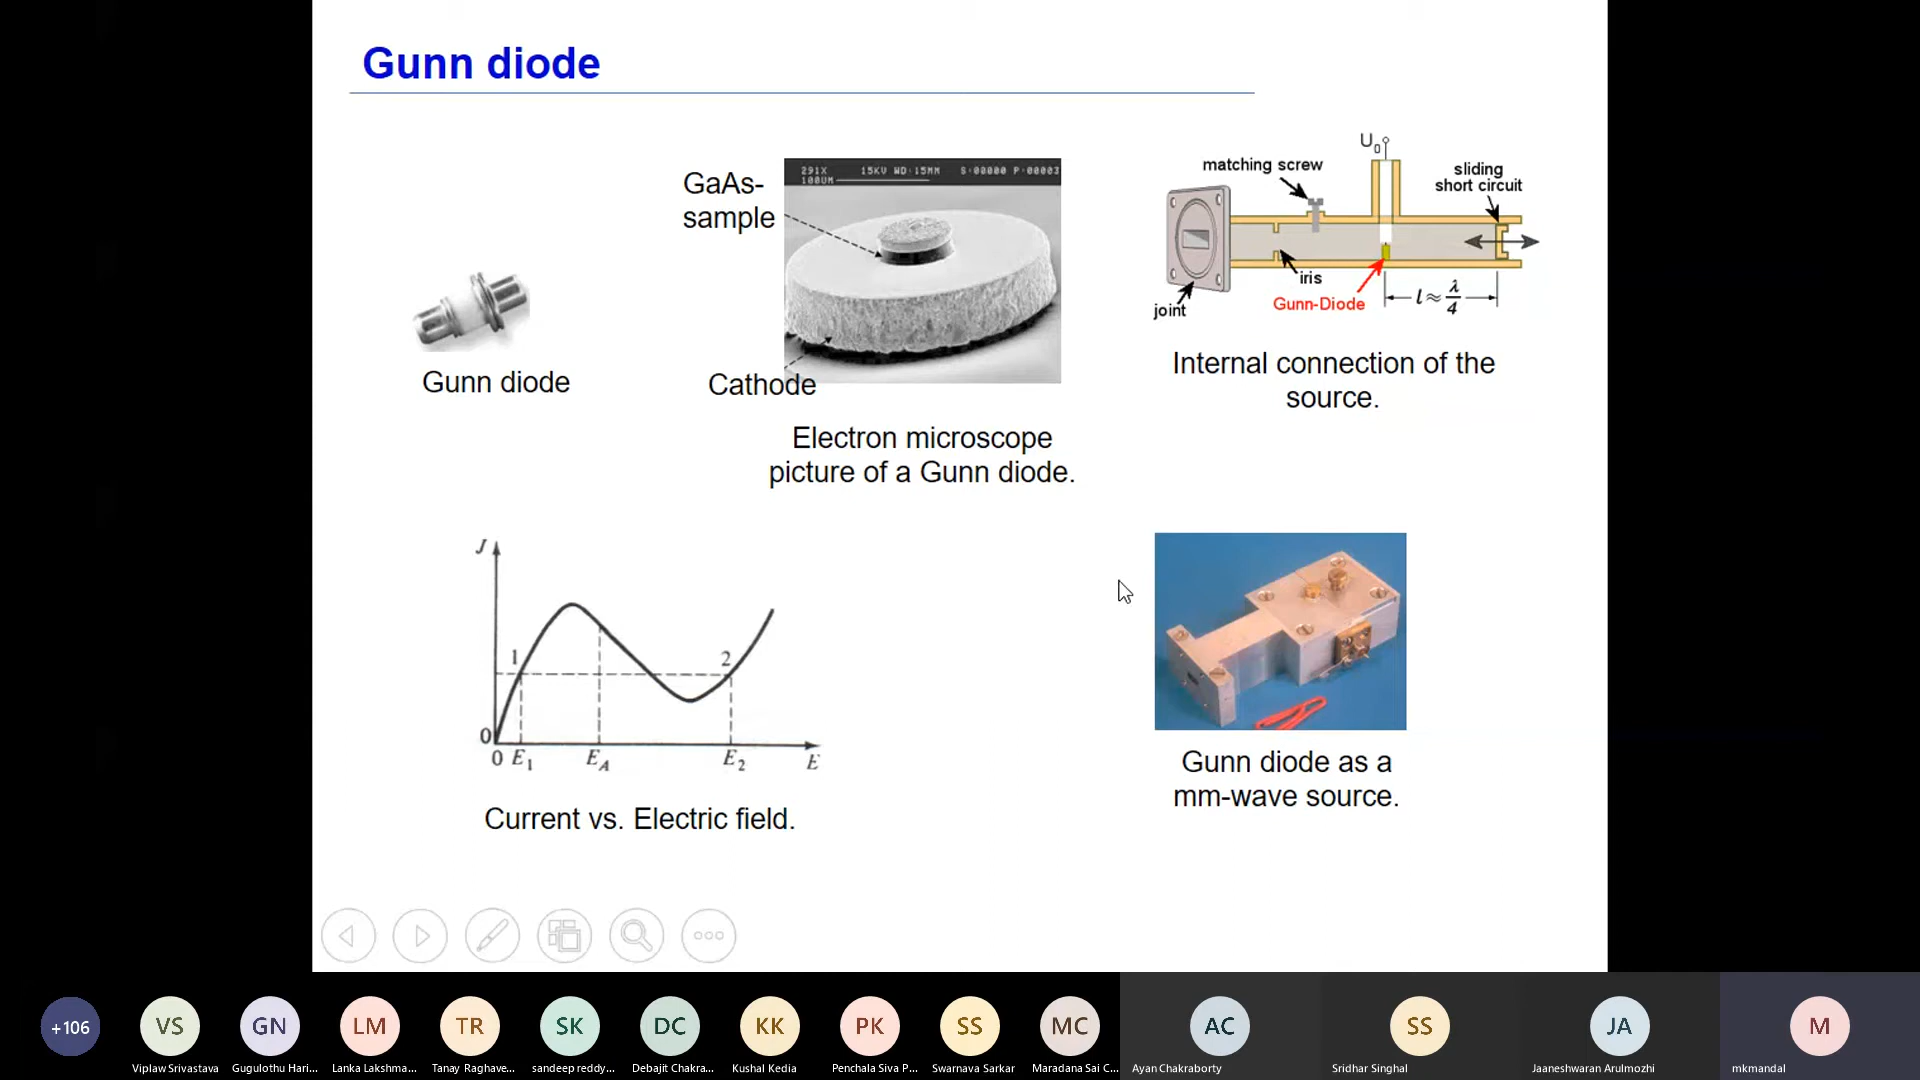 Gunn diode
GaAs-
sample
291X 15KV WD:15MM S:00000 P:00003
100UM
Cathode
Electron microscope
picture of a Gunn diode.
Gunn diode
U0
matching screw
sliding
short circuit
iris
Gunn-Diode
joint
l ≈ λ/4
Internal connection of the
source.
J
1
2
0
0 E1 EA E2 E
Current vs. Electric field.
Gunn diode as a
mm-wave source.
+106
VS
GN
LM
TR
SK
DC
KK
PK
SS
MC
AC
SS
JA
M
Viplaw Srivastava
Gugulothu Hari...
Lanka Lakshma...
Tanay Raghave...
sandeep reddy...
Debajit Chakra...
Kushal Kedia
Penchala Siva P...
Swarnava Sarkar
Maradana Sai C...
Ayan Chakraborty
Sridhar Singhal
Jaaneshwaran Arulmozhi
mkmandal